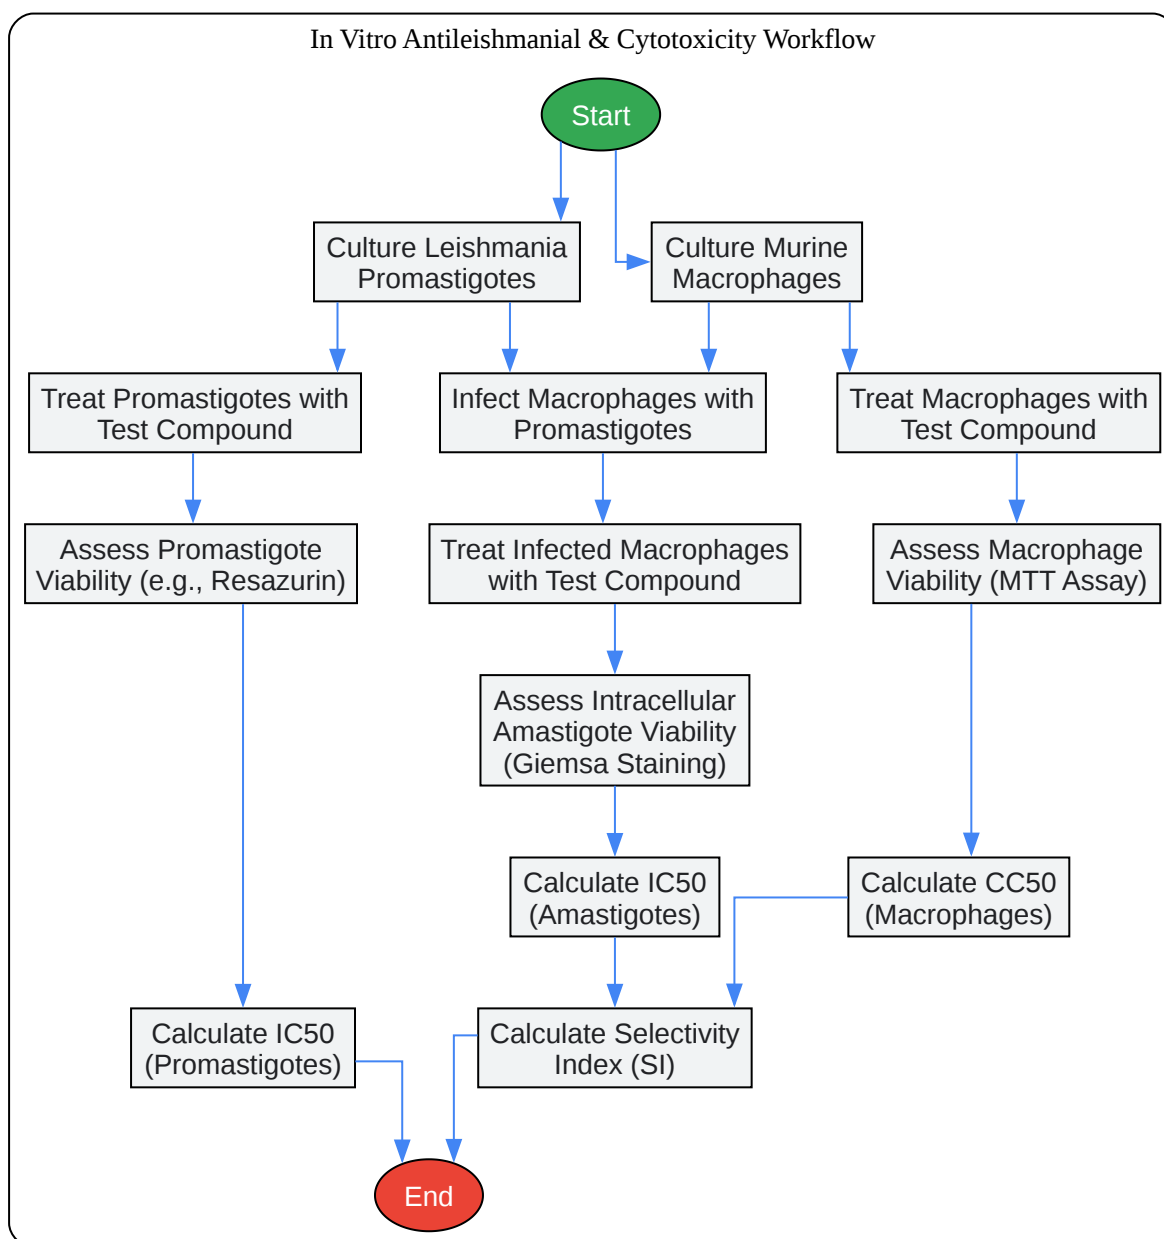 In Vitro Antileishmanial & Cytotoxicity Workflow
Start
Culture Leishmania
Promastigotes
Culture Murine
Macrophages
Treat Promastigotes with
Test Compound
Infect Macrophages with
Promastigotes
Treat Macrophages with
Test Compound
Assess Promastigote
Viability (e.g., Resazurin)
Treat Infected Macrophages
with Test Compound
Assess Macrophage
Viability (MTT Assay)
Assess Intracellular
Amastigote Viability
(Giemsa Staining)
Calculate IC50
(Amastigotes)
Calculate CC50
(Macrophages)
Calculate IC50
(Promastigotes)
Calculate Selectivity
Index (SI)
End